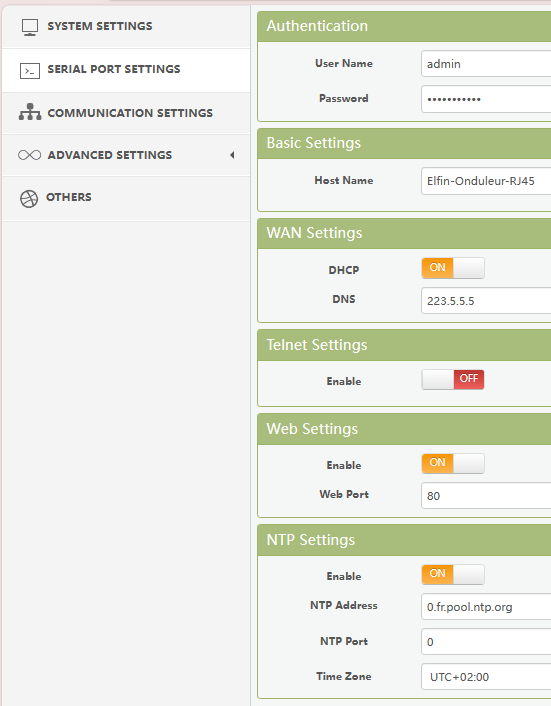 SYSTEM SETTINGS
SERIAL PORT SETTINGS
COMMUNICATION SETTINGS
ADVANCED SETTINGS
OTHERS
Authentication
User Name admin
Password •••••••••••
Basic Settings
Host Name Elfin-Onduleur-RJ45
WAN Settings
DHCP ON
DNS 223.5.5.5
Telnet Settings
Enable OFF
Web Settings
Enable ON
Web Port 80
NTP Settings
Enable ON
NTP Address 0.fr.pool.ntp.org
NTP Port 0
Time Zone UTC+02:00